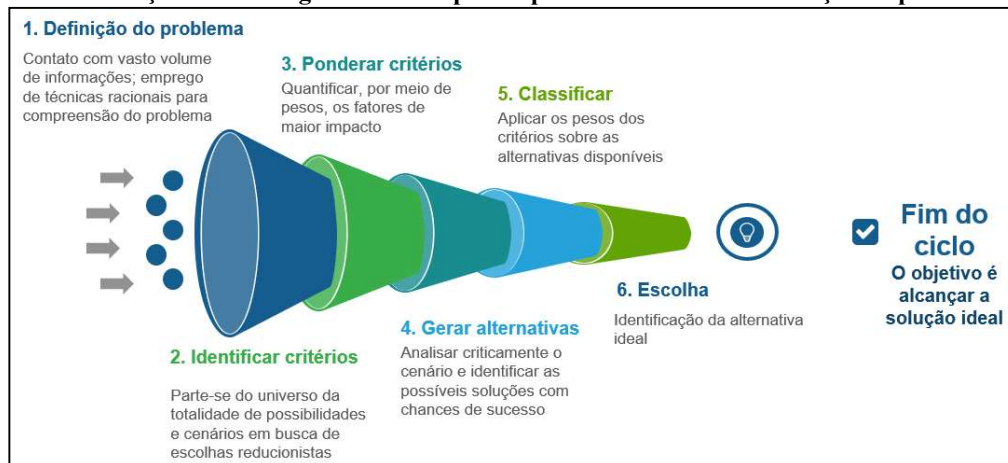 1. Definição do problema
Contato com vasto volume
de informações; emprego
de técnicas racionais para
compreensão do problema
3. Ponderar critérios
Quantificar, por meio de
pesos, os fatores de
maior impacto
5. Classificar
Aplicar os pesos dos
critérios sobre as
alternativas disponíveis
Fim do
ciclo
O objetivo é
alcançar a
solução ideal
2. Identificar critérios
Parte-se do universo da
totalidade de possibilidades
e cenários em busca de
escolhas reducionistas
4. Gerar alternativas
Analisar criticamente o
cenário e identificar as
possíveis soluções com
chances de sucesso
6. Escolha
Identificação da alternativa
ideal